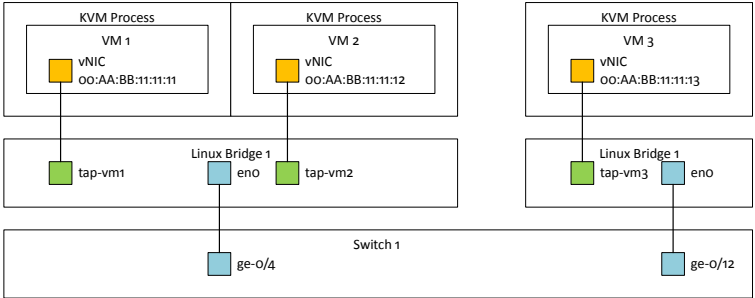 KVM Process
VM 1
vNIC
00:AA:BB:11:11:11
KVM Process
VM 2
vNIC
00:AA:BB:11:11:12
KVM Process
VM 3
vNIC
00:AA:BB:11:11:13
Linux Bridge 1
tap-vm1
en0
tap-vm2
Linux Bridge 1
tap-vm3
en0
Switch 1
ge-0/4
ge-0/12